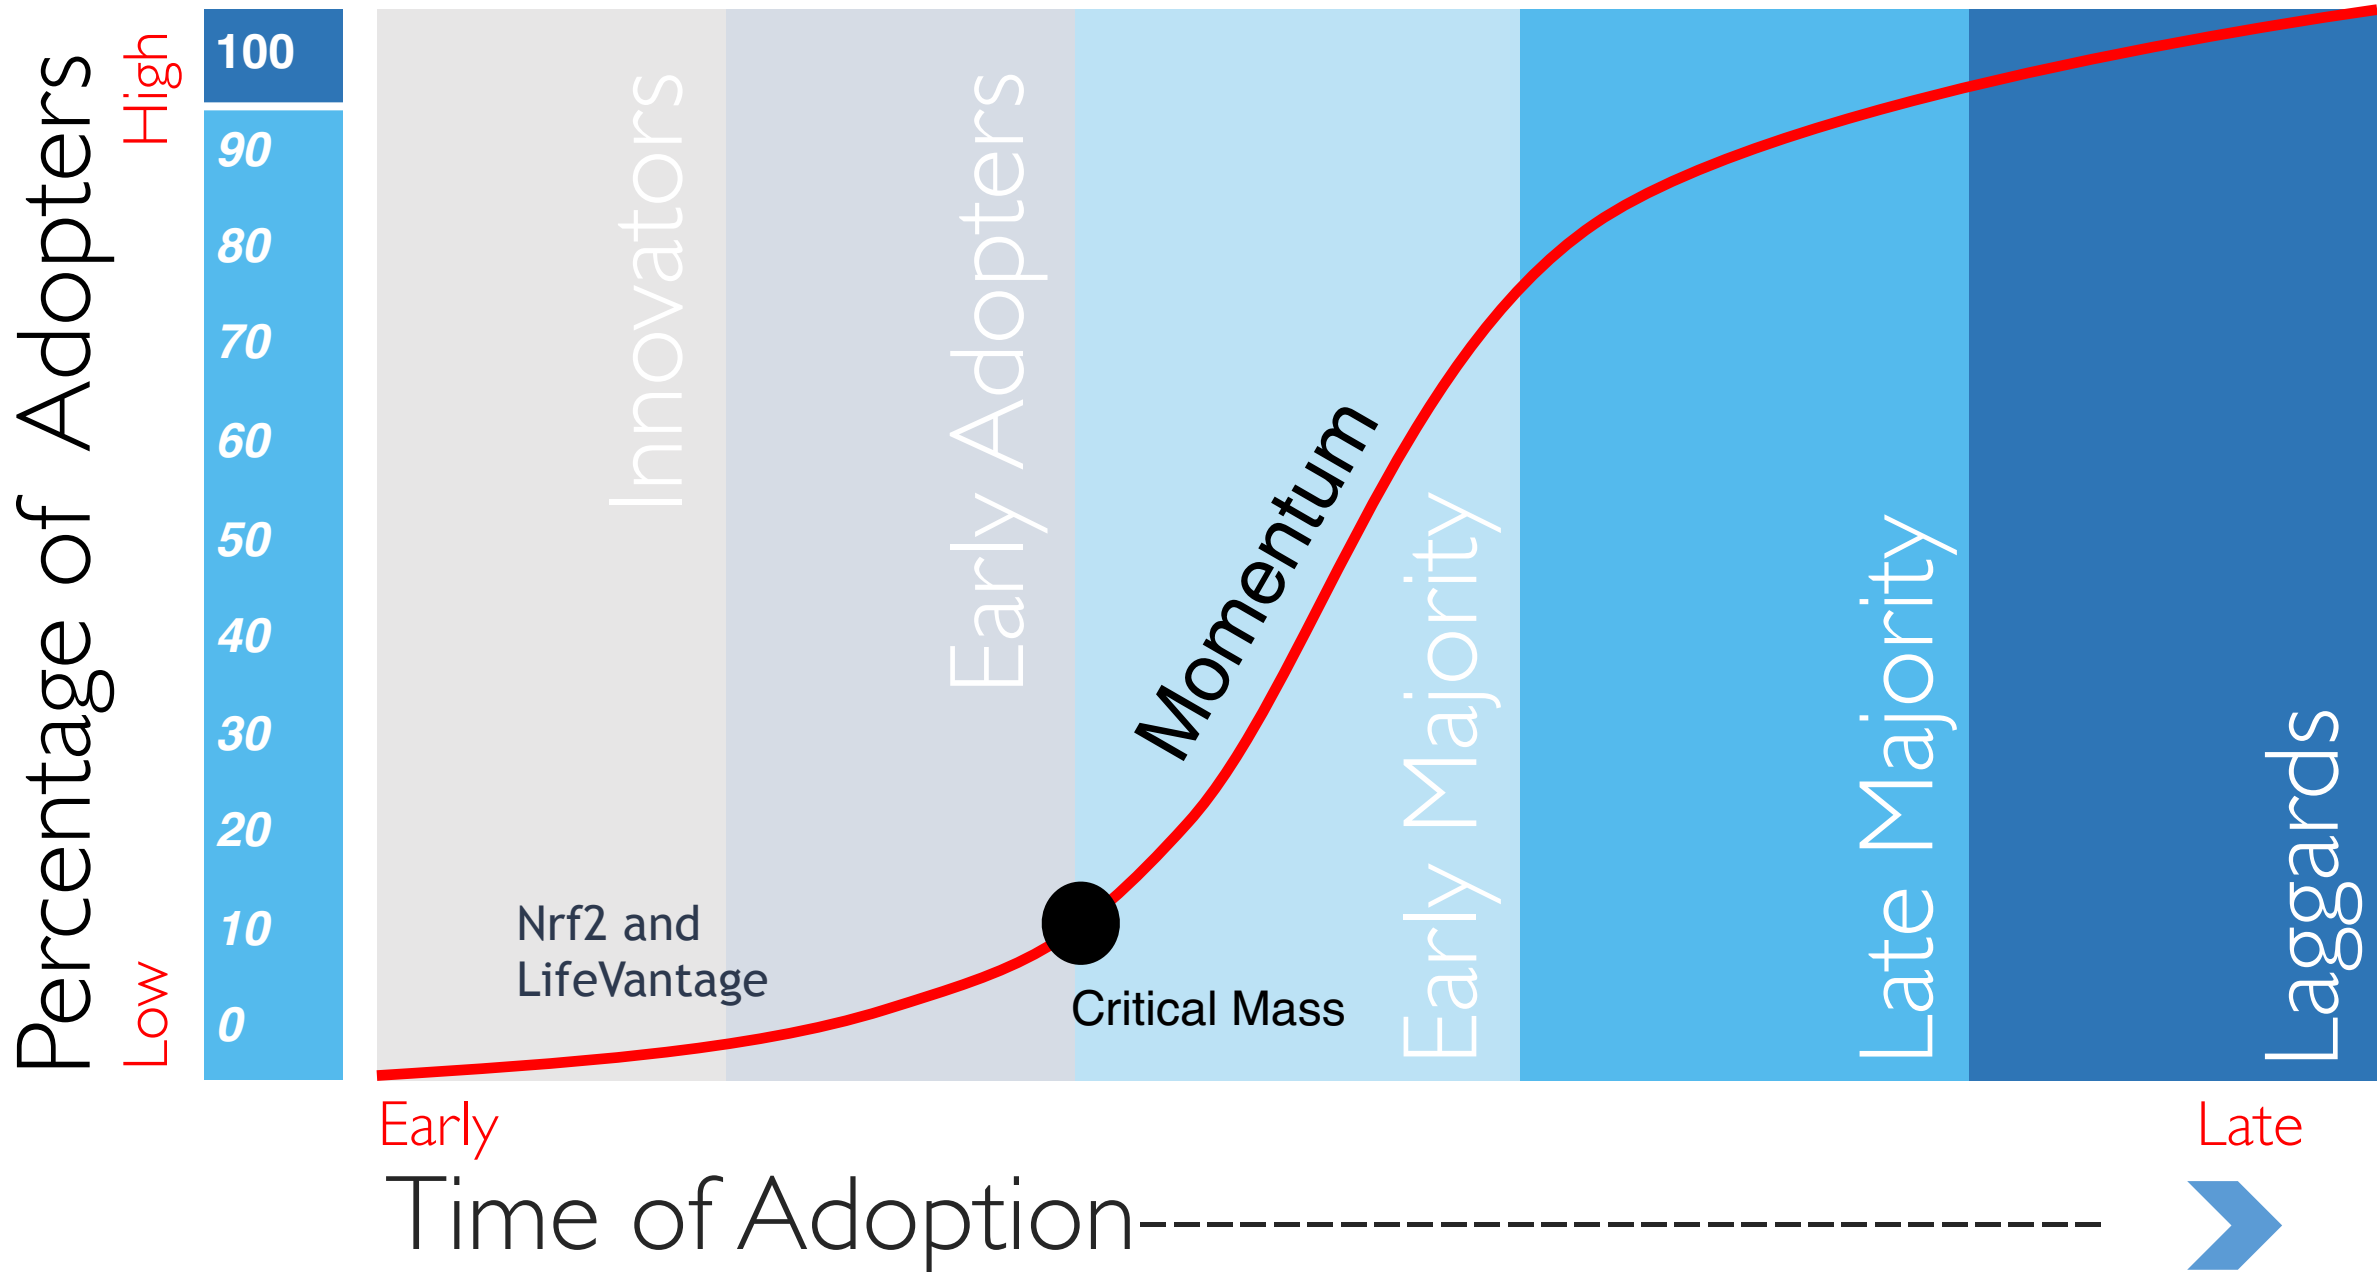 Percentage of Adopters
High
Low
100
90
80
70
60
50
40
30
20
10
0
Innovators
Early Adopters
Early Majority
Late Majority
Laggards
Momentum
Nrf2 and
LifeVantage
Critical Mass
Early
Late
Time of Adoption